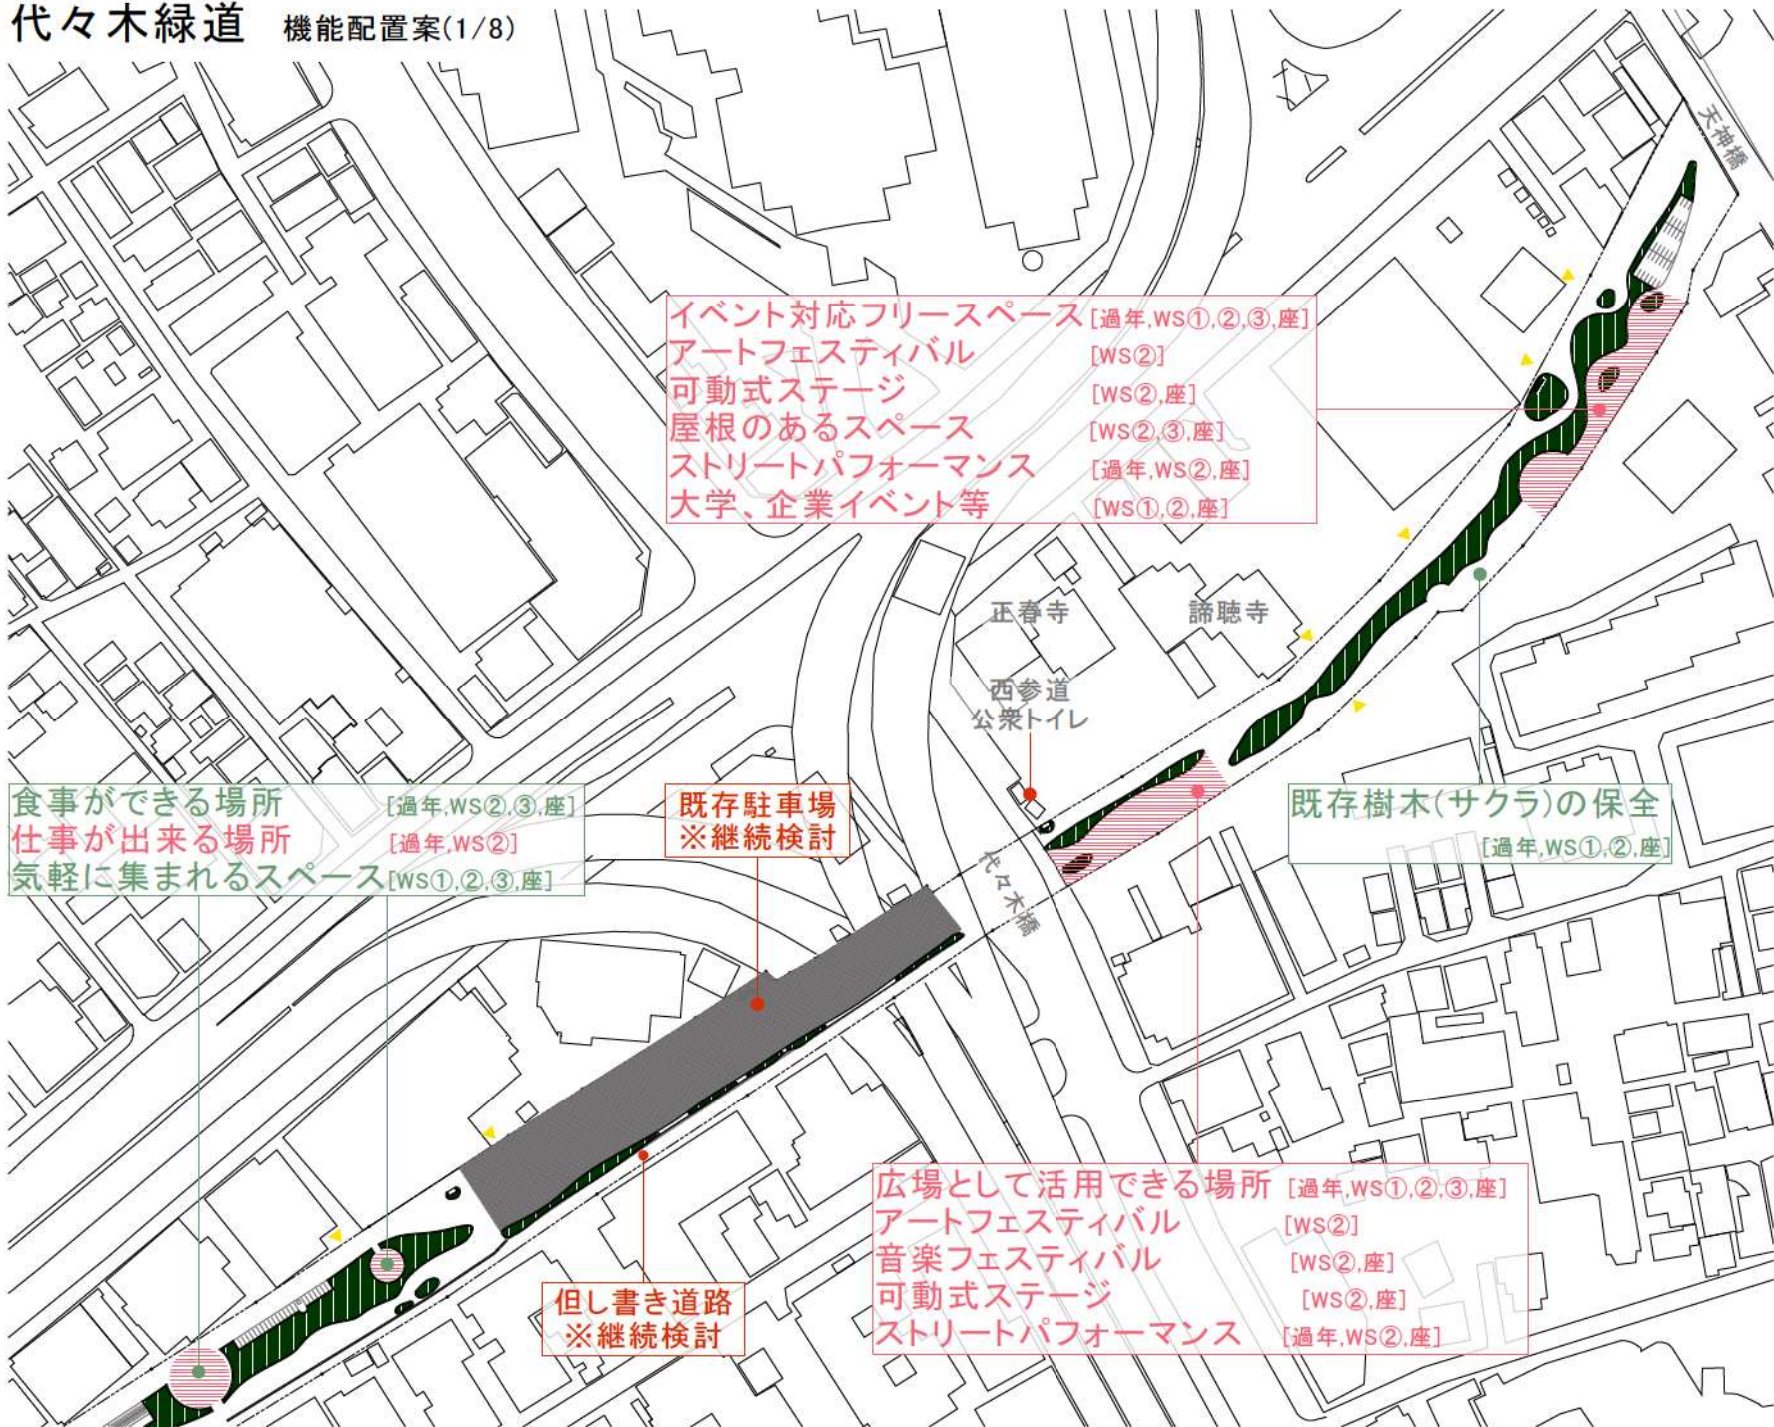 代々木緑道 機能配置案(1/8)
天神橋
イベント対応フリースペース [過年,WS①,②,③,座]
アートフェスティバル [WS②]
可動式ステージ [WS②,座]
屋根のあるスペース [WS②,③,座]
ストリートパフォーマンス [過年,WS②,座]
大学、企業イベント等 [WS①,②,座]
正春寺
諦聴寺
西参道
公衆トイレ
食事ができる場所 [過年,WS②,③,座]
仕事が出来る場所 [過年,WS②]
気軽に集まれるスペース [WS①,②,③,座]
既存駐車場
※継続検討
既存樹木(サクラ)の保全
[過年,WS①,②,座]
代々木橋
広場として活用できる場所 [過年,WS①,②,③,座]
アートフェスティバル [WS②]
音楽フェスティバル [WS②,座]
可動式ステージ [WS②,座]
ストリートパフォーマンス [過年,WS②,座]
但し書き道路
※継続検討